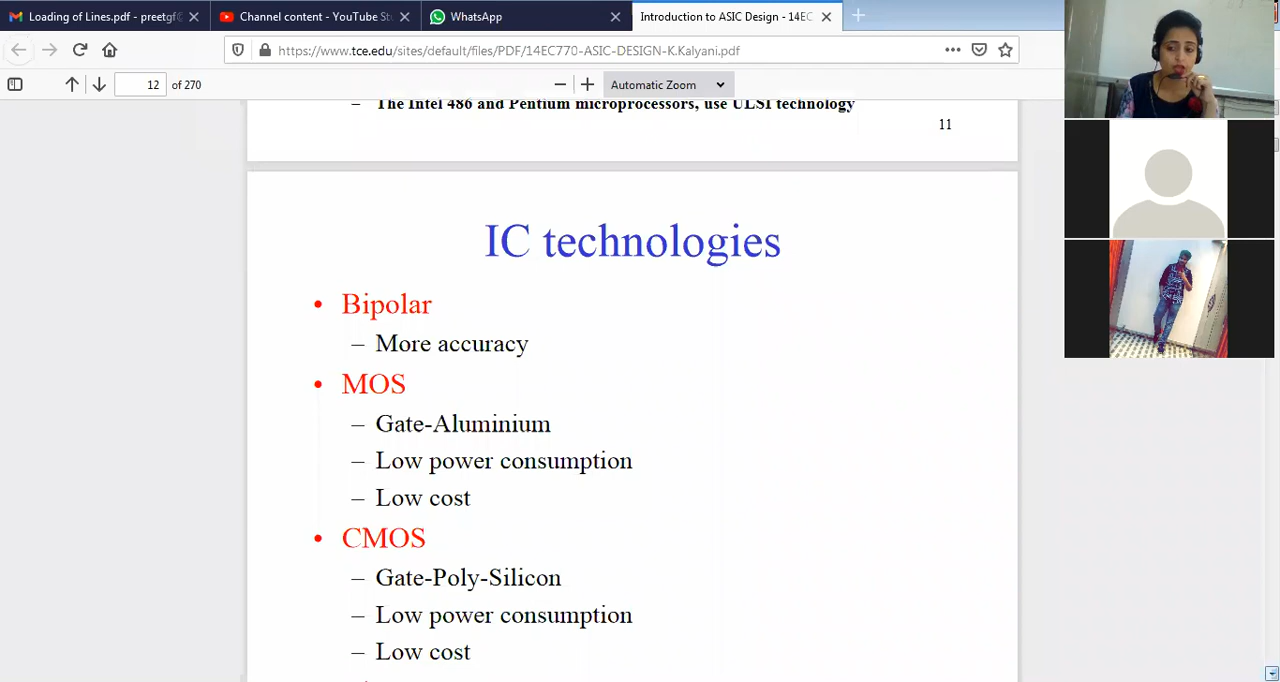 Loading of Lines.pdf - preetgf@
Channel content - YouTube St
WhatsApp
Introduction to ASIC Design - 14EC
https://www.tce.edu/sites/default/files/PDF/14EC770-ASIC-DESIGN-K.Kalyani.pdf
12 of 270
Automatic Zoom
– The Intel 486 and Pentium microprocessors, use ULSI technology
11
IC technologies
• Bipolar
– More accuracy
• MOS
– Gate-Aluminium
– Low power consumption
– Low cost
• CMOS
– Gate-Poly-Silicon
– Low power consumption
– Low cost